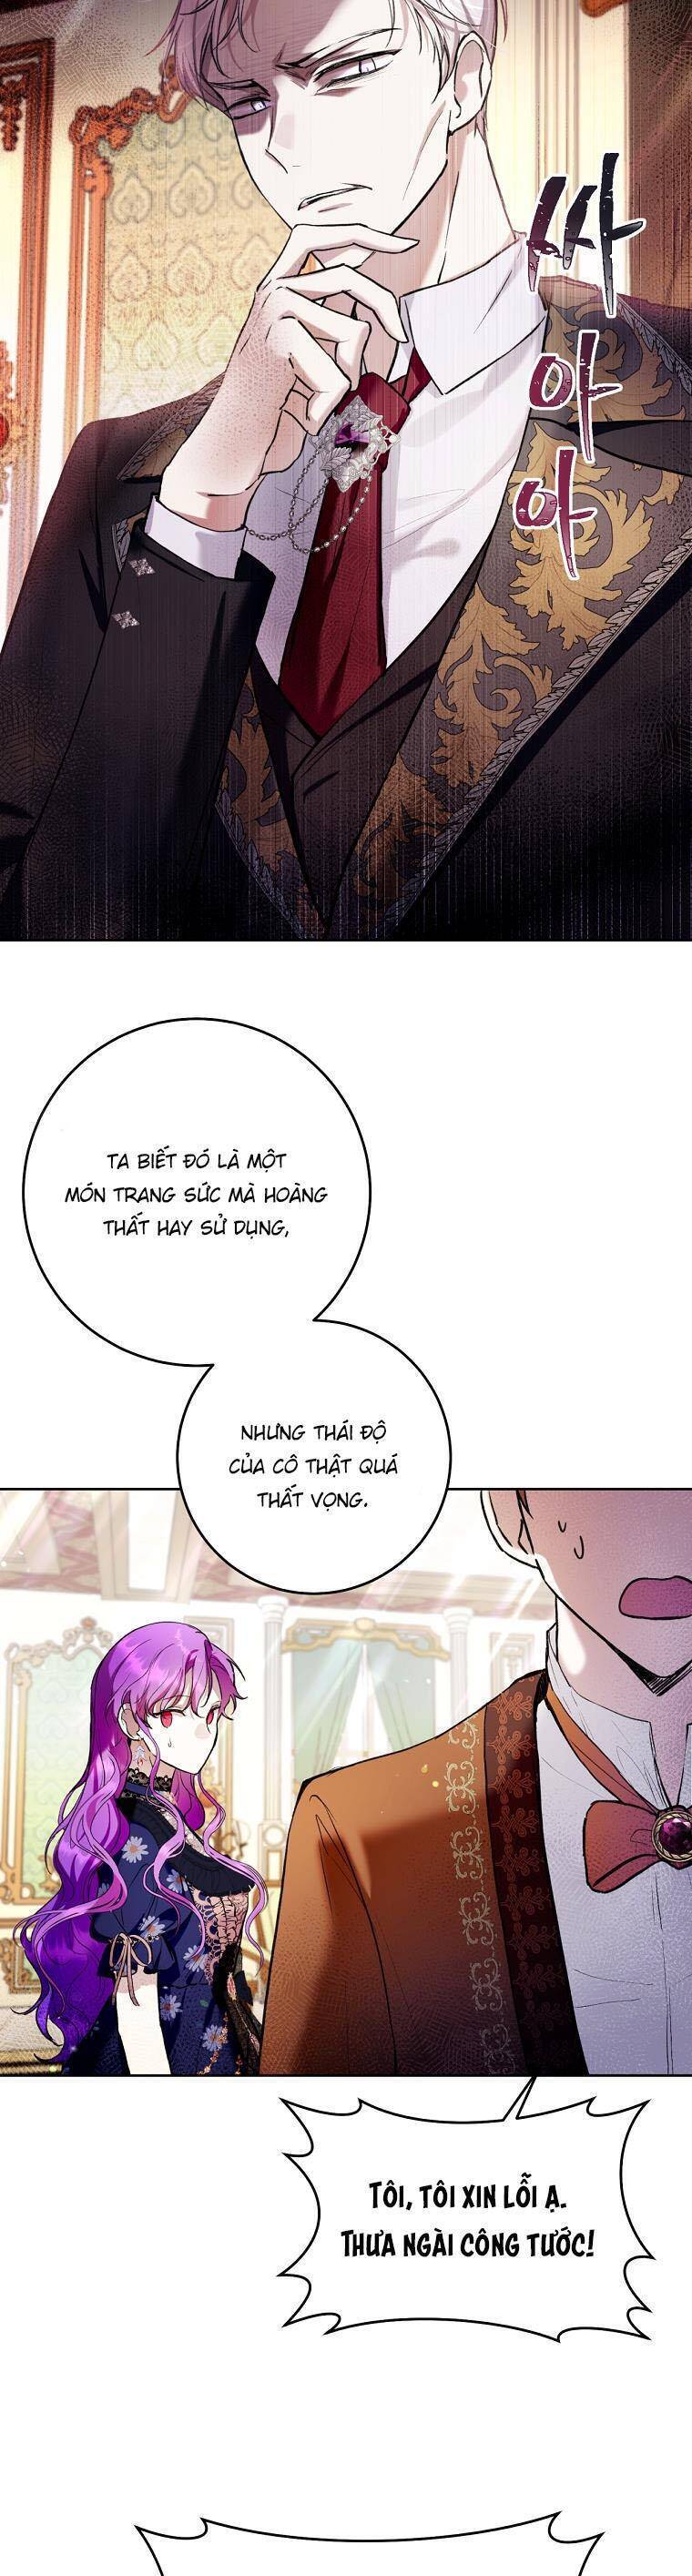 싸
아
아
TA BIẾT ĐÓ LÀ MỘT
MÓN TRANG SỨC MÀ HOÀNG
THẤT HAY SỬ DỤNG,
NHƯNG THÁI ĐỘ
CỦA CÔ THẬT QUÁ
THẤT VỌNG.
TÔI, TÔI XIN LỖI Ạ.
THƯA NGÀI CÔNG TƯỚC!